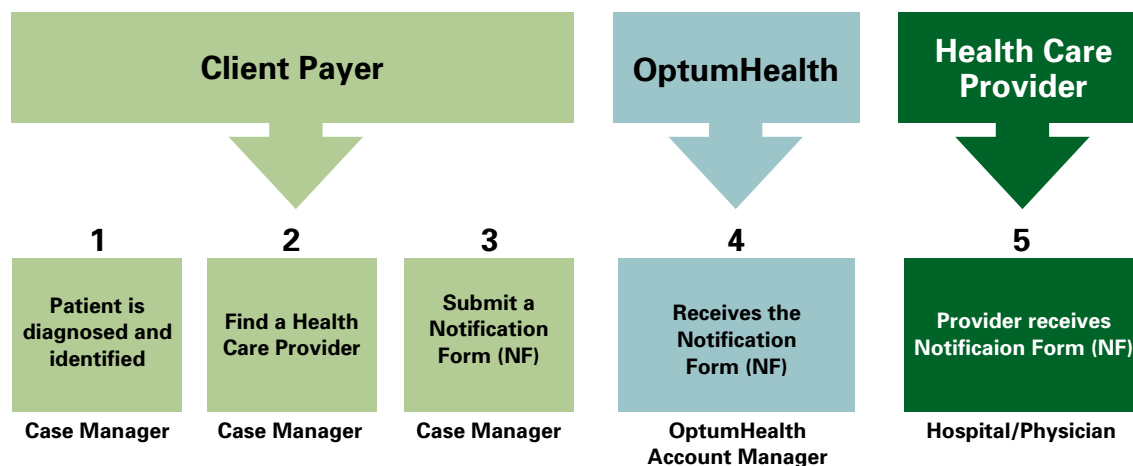 Client Payer
OptumHealth
Health Care
Provider
1
2
3
4
5
Patient is
diagnosed and
identified
Find a Health
Care Provider
Submit a
Notification
Form (NF)
Receives the
Notification
Form (NF)
Provider receives
Notificaion Form (NF)
Case Manager
Case Manager
Case Manager
OptumHealth
Account Manager
Hospital/Physician